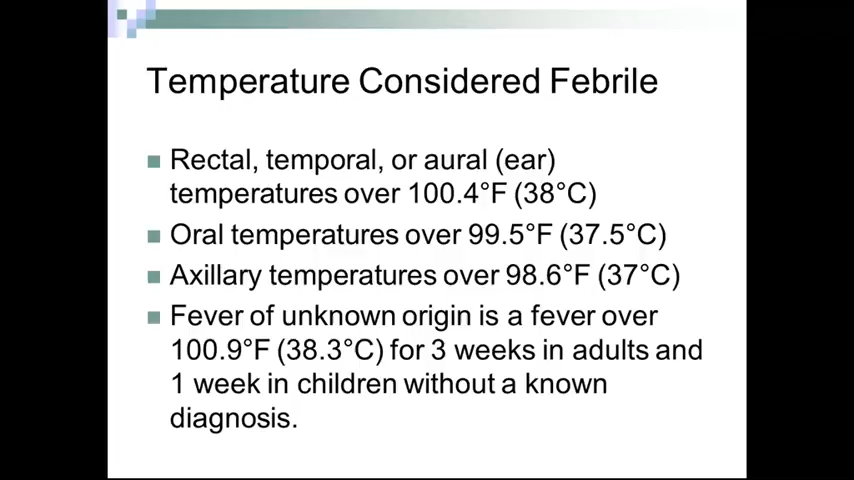 Temperature Considered Febrile
Rectal, temporal, or aural (ear)
temperatures over 100.4°F (38°C)
Oral temperatures over 99.5°F (37.5°C)
Axillary temperatures over 98.6°F (37°C)
Fever of unknown origin is a fever over
100.9°F (38.3°C) for 3 weeks in adults and
1 week in children without a known
diagnosis.